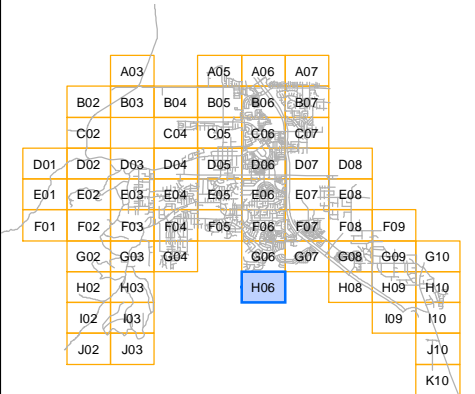 A03 A05 A06 A07
B02 B03 B04 B05 B06 B07
C02 C04 C05 C06 C07
D01 D02 D03 D04 D05 D06 D07 D08
E01 E02 E03 E04 E05 E06 E07 E08
F01 F02 F03 F04 F05 F06 F07 F08 F09
G02 G03 G04 G06 G07 G08 G09 G10
H02 H03 H06 H08 H09 H10
I02 I03 I09 I10
J02 J03 J10
K10